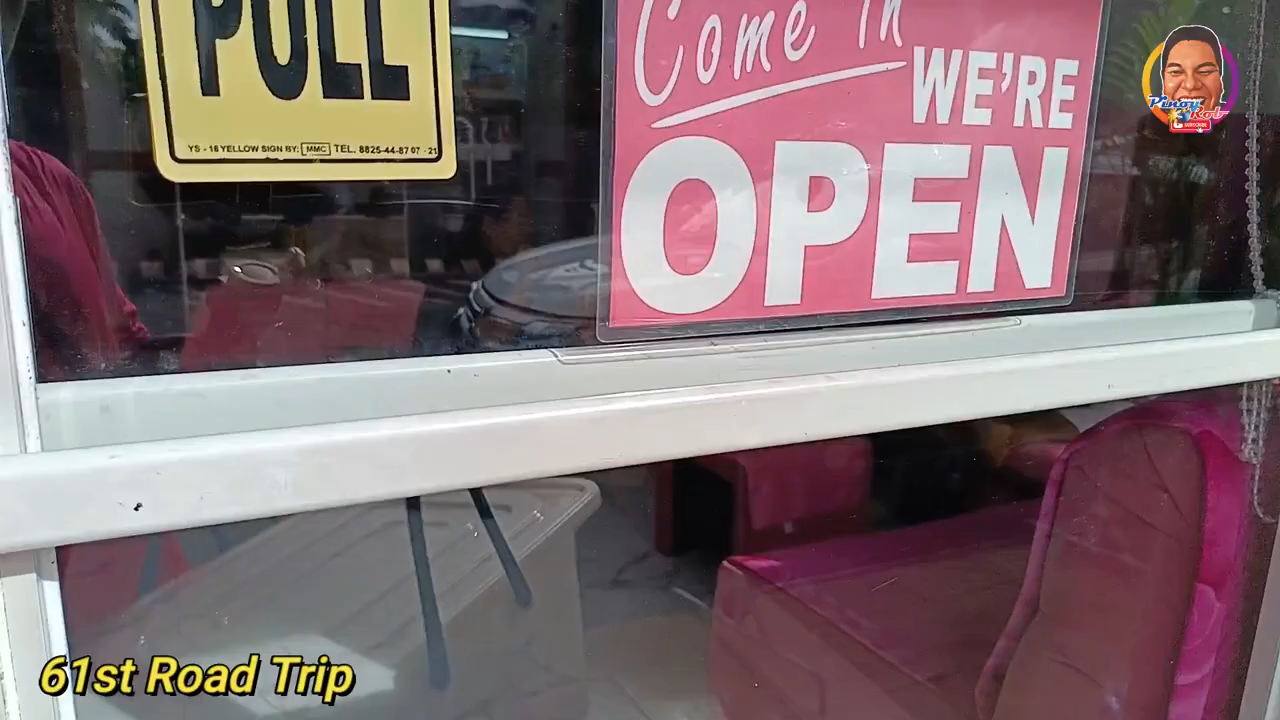 PULL
YS - 18 YELLOW SIGN BY: MMC TEL. 8825-44-87 07 - 21
Come In
WE'RE
OPEN
Pinoy Rob
SUBSCRIBE
61st Road Trip